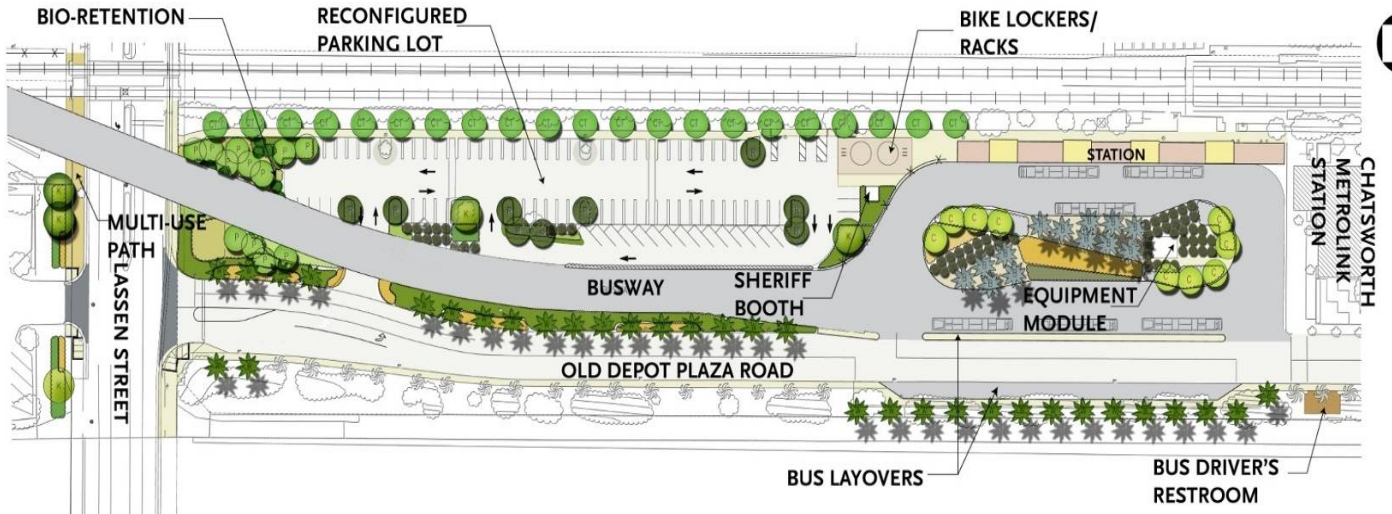 BIO-RETENTION
RECONFIGURED
PARKING LOT
BIKE LOCKERS/
RACKS
STATION
CHATSWORTH
METROLINK
STATION
MULTI-USE
PATH
LASSEN STREET
BUSWAY
SHERIFF
BOOTH
EQUIPMENT
MODULE
OLD DEPOT PLAZA ROAD
BUS LAYOVERS
BUS DRIVER'S
RESTROOM